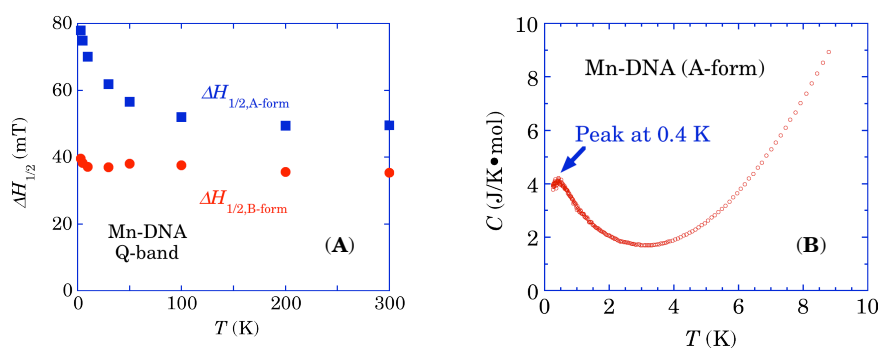 80
60
40
20
0
ΔH1/2 (mT)
ΔH1/2,A-form
ΔH1/2,B-form
Mn-DNA
Q-band
(A)
0 100 200 300
T (K)
10
8
6
4
2
0
C (J/K•mol)
Mn-DNA (A-form)
Peak at 0.4 K
(B)
0 2 4 6 8 10
T (K)